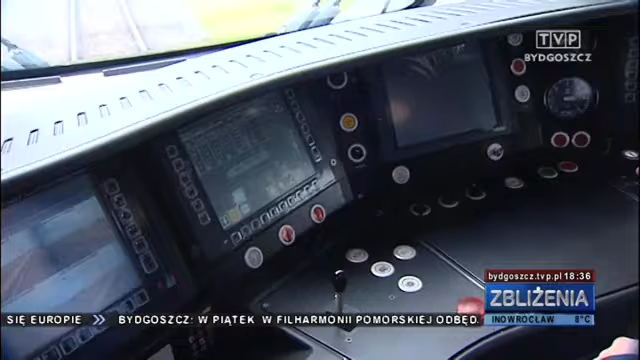 TVP
BYDGOSZCZ
bydgoszcz.tvp.pl 18:36
ZBLIŻENIA
INOWROCŁAW 8°C
SIĘ EUROPIE >> BYDGOSZCZ: W PIĄTEK W FILHARMONII POMORSKIEJ ODBĘD